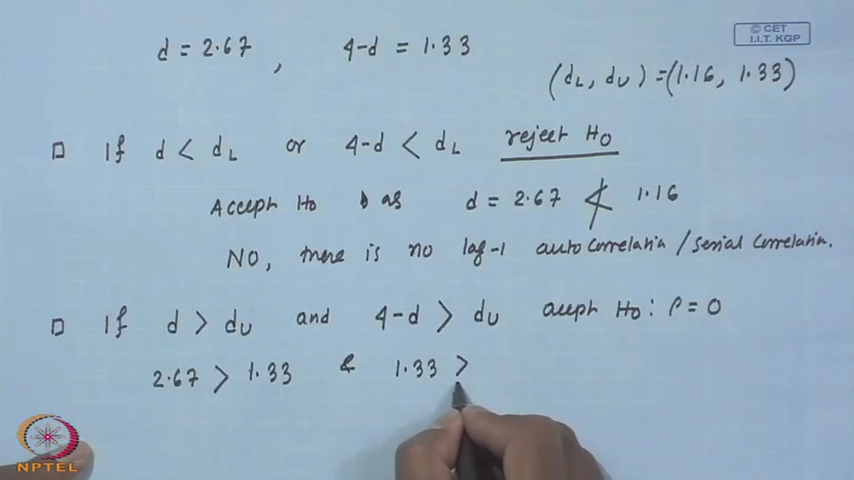 © CET
I.I.T. KGP
d = 2.67 , 4-d = 1.33
(dL, dU) = (1.16, 1.33)
□ If d < dL or 4-d < dL reject H0
Accept H0 as d = 2.67 ≮ 1.16
NO, there is no lag-1 autocorrelation / serial correlation.
□ If d > dU and 4-d > dU accept H0: ρ = 0
2.67 > 1.33 & 1.33 >
NPTEL